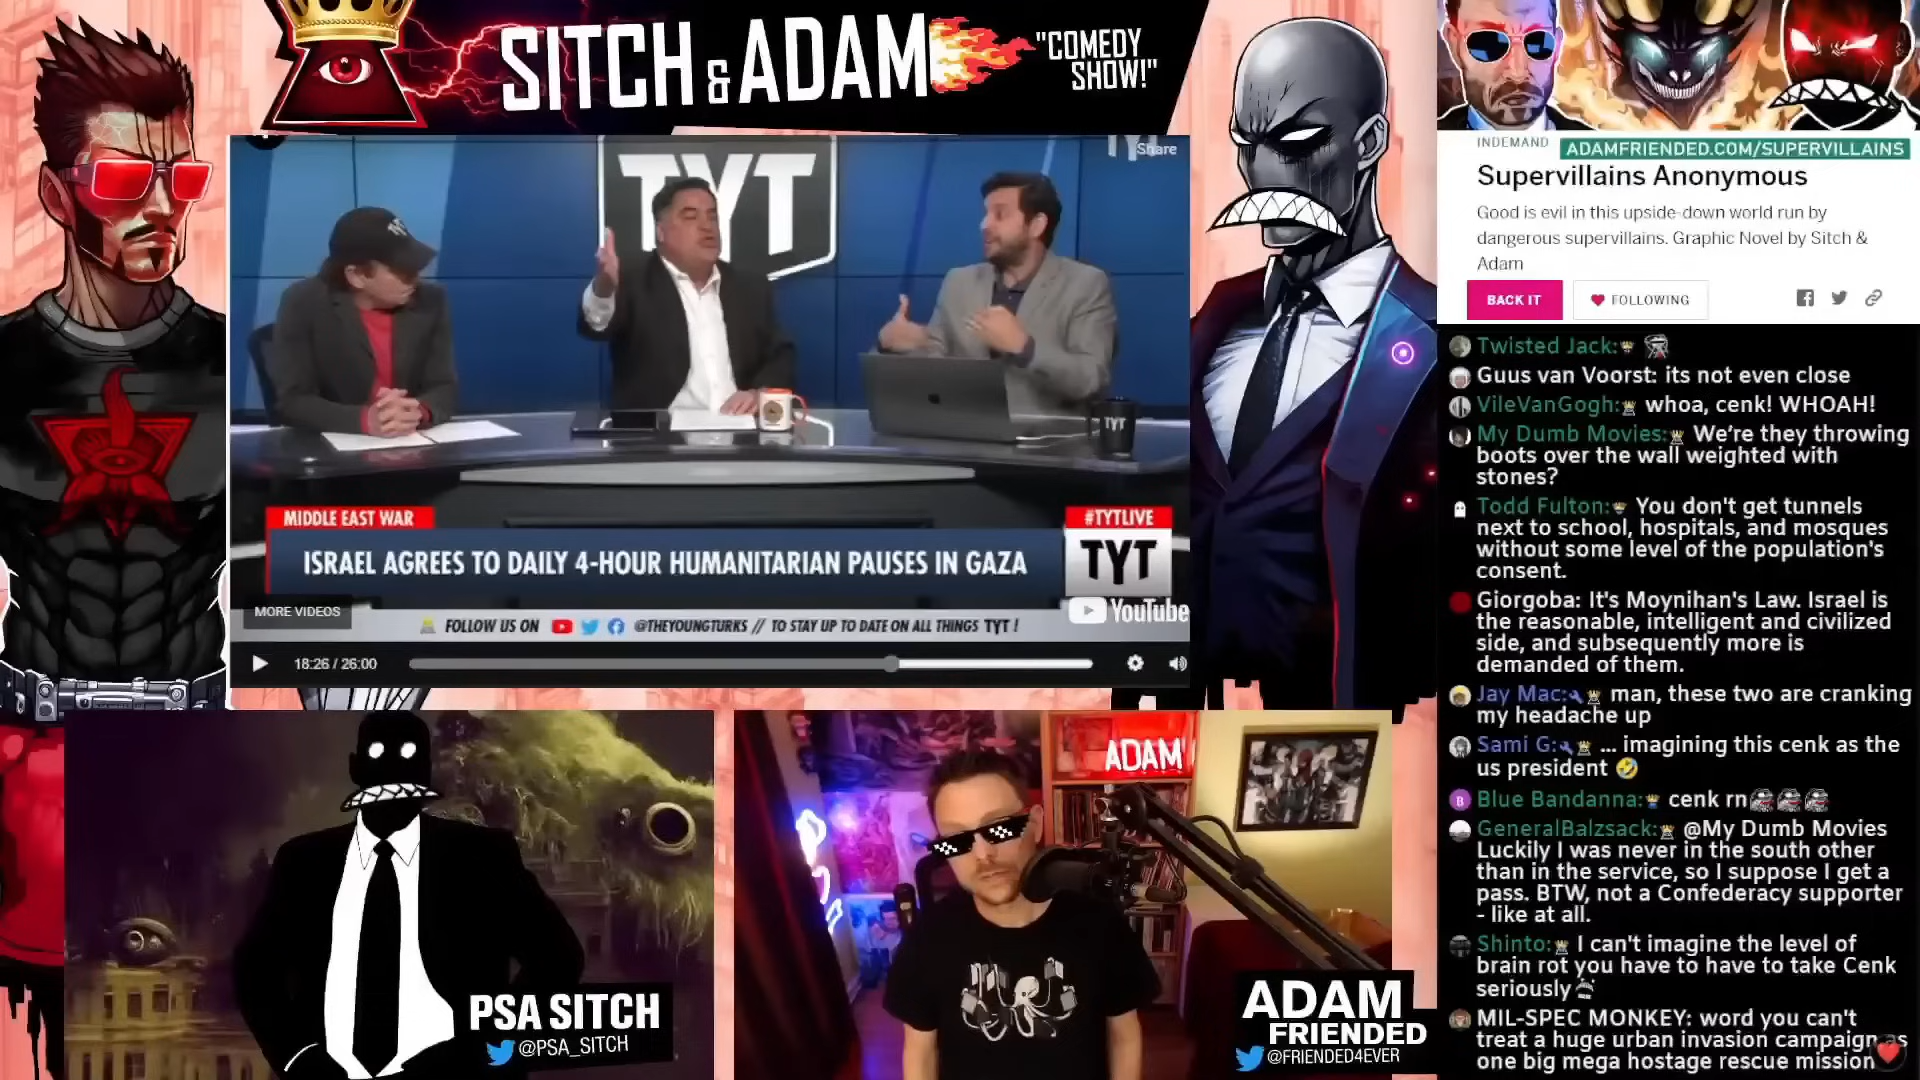 SITCH & ADAM
"COMEDY
SHOW!"
TYT
Share
MIDDLE EAST WAR
#TYTLIVE
ISRAEL AGREES TO DAILY 4-HOUR HUMANITARIAN PAUSES IN GAZA
TYT
MORE VIDEOS
YouTube
FOLLOW US ON @THEYOUNGTURKS // TO STAY UP TO DATE ON ALL THINGS TYT !
18:26 / 26:00
TYT
PSA SITCH
@PSA_SITCH
ADAM
ADAM
FRIENDED
@FRIENDED4EVER
INDEMAND
ADAMFRIENDED.COM/SUPERVILLAINS
Supervillains Anonymous
Good is evil in this upside-down world run by
dangerous supervillains. Graphic Novel by Sitch &
Adam
BACK IT
FOLLOWING
Twisted Jack:
Guus van Voorst: its not even close
VileVanGogh: whoa, cenk! WHOAH!
My Dumb Movies: We're they throwing
boots over the wall weighted with
stones?
Todd Fulton: You don't get tunnels
next to school, hospitals, and mosques
without some level of the population's
consent.
Giorgoba: It's Moynihan's Law. Israel is
the reasonable, intelligent and civilized
side, and subsequently more is
demanded of them.
Jay Mac: man, these two are cranking
my headache up
Sami G: ... imagining this cenk as the
us president 🤣
B
Blue Bandanna: cenk rn
GeneralBalzsack: @My Dumb Movies
Luckily I was never in the south other
than in the service, so I suppose I get a
pass. BTW, not a Confederacy supporter
- like at all.
Shinto: I can't imagine the level of
brain rot you have to have to take Cenk
seriously
MIL-SPEC MONKEY: word you can't
treat a huge urban invasion campaign as
one big mega hostage rescue mission